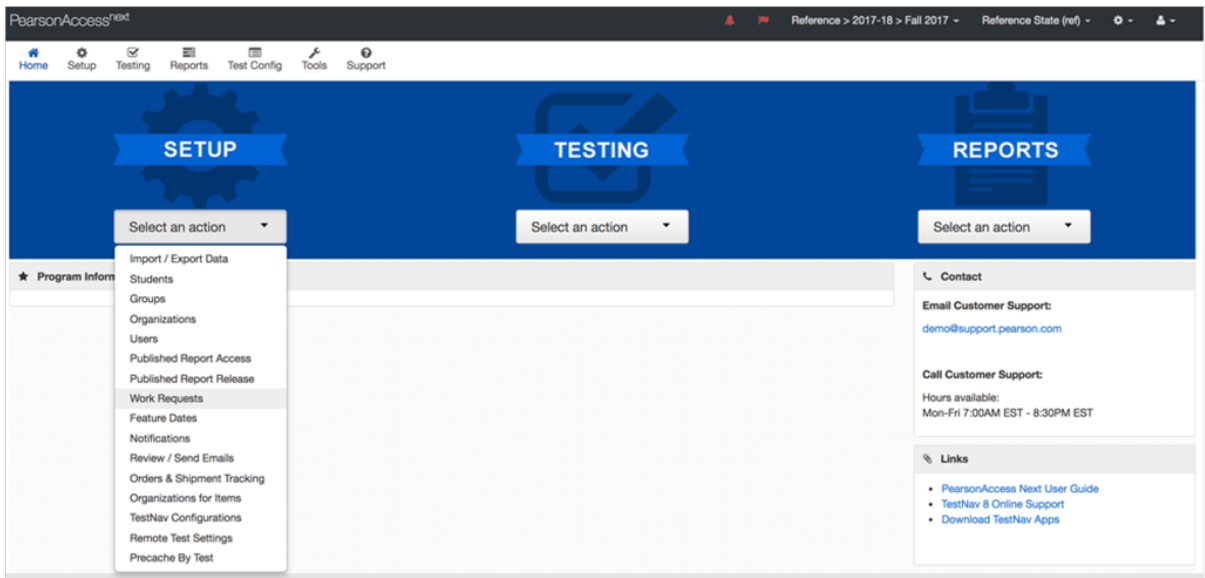 PearsonAccessnext
Reference > 2017-18 > Fall 2017
Reference State (ref)
Home Setup Testing Reports Test Config Tools Support
SETUP TESTING REPORTS
Select an action Select an action Select an action
Import / Export Data
Students
Groups
Organizations
Users
Published Report Access
Published Report Release
Work Requests
Feature Dates
Notifications
Review / Send Emails
Orders & Shipment Tracking
Organizations for Items
TestNav Configurations
Remote Test Settings
Precache By Test
Program Inform
Contact
Email Customer Support:
demo@support.pearson.com
Call Customer Support:
Hours available:
Mon-Fri 7:00AM EST - 8:30PM EST
Links
PearsonAccess Next User Guide
TestNav 8 Online Support
Download TestNav Apps